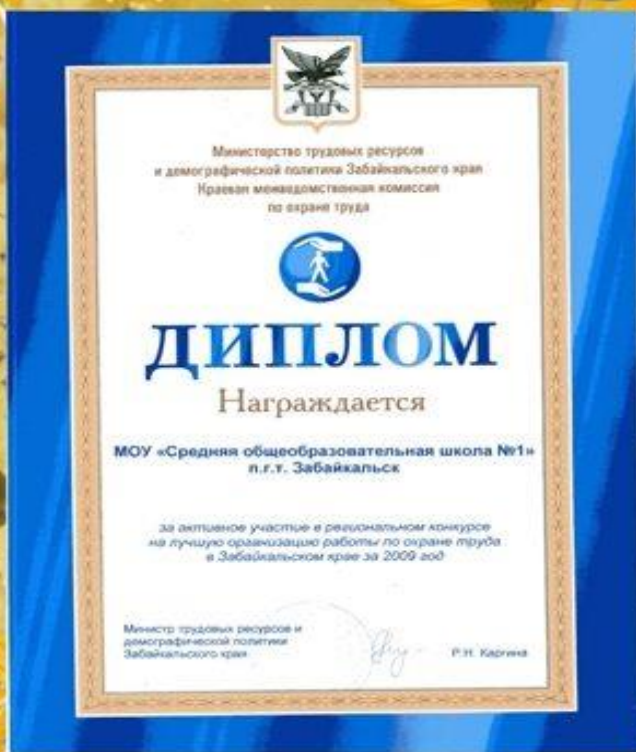 Министерство трудовых ресурсов
и демографической политики Забайкальского края
Краевая межведомственная комиссия
по охране труда
ДИПЛОМ
Награждается
МОУ «Средняя общеобразовательная школа №1»
п.г.т. Забайкальск
за активное участие в региональном конкурсе
на лучшую организацию работы по охране труда
в Забайкальском крае за 2009 год
Министр трудовых ресурсов и
демографической политики
Забайкальского края
Р.Н. Каргина